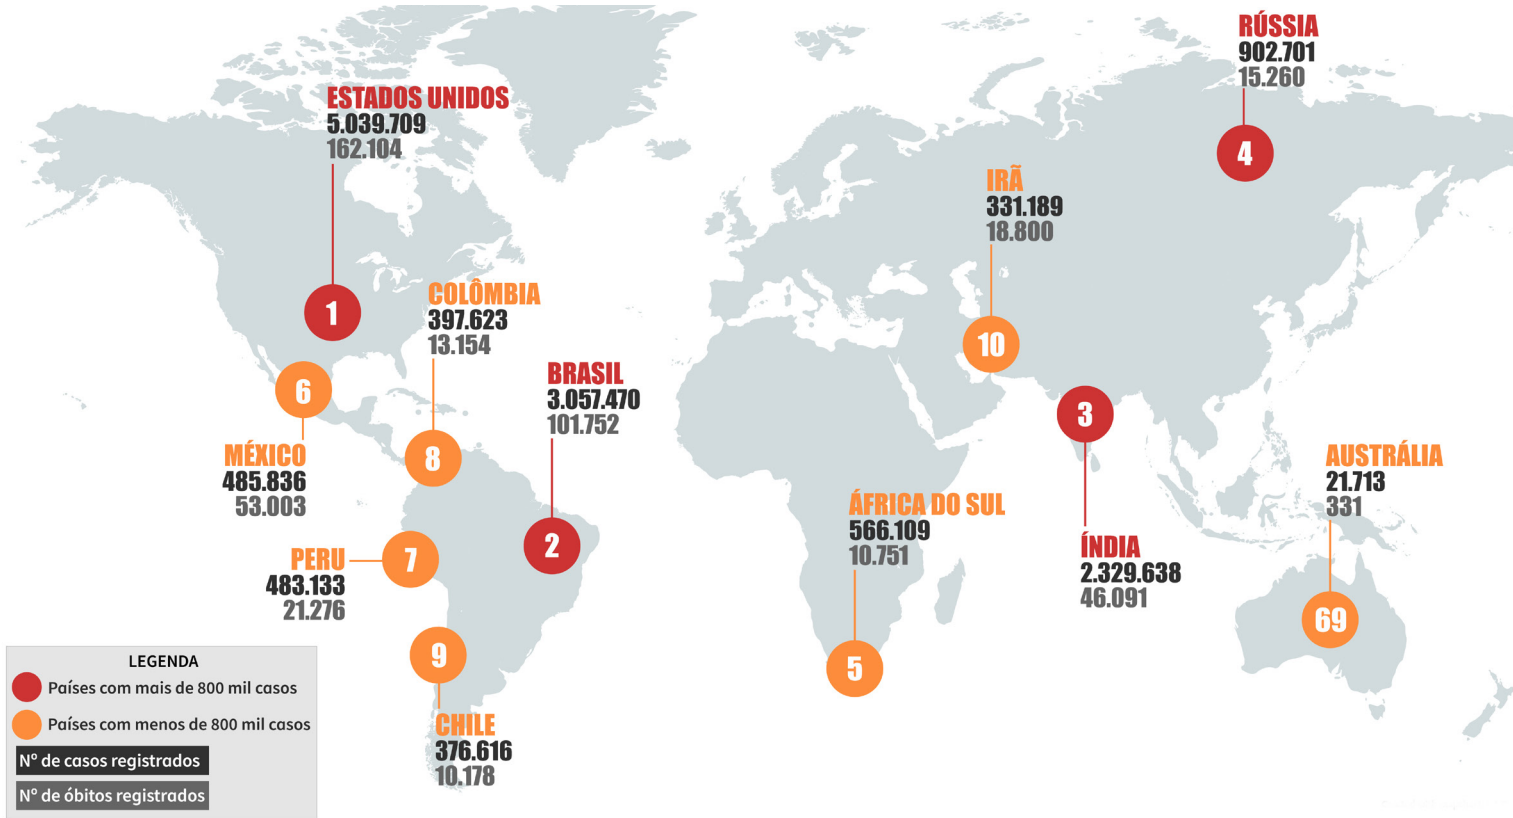 RÚSSIA
902.701
15.260
4
ESTADOS UNIDOS
5.039.709
162.104
1
IRÃ
331.189
18.800
10
COLÔMBIA
397.623
13.154
8
6
MÉXICO
485.836
53.003
BRASIL
3.057.470
101.752
2
3
ÍNDIA
2.329.638
46.091
AUSTRÁLIA
21.713
331
69
ÁFRICA DO SUL
566.109
10.751
5
PERU
483.133
21.276
7
9
CHILE
376.616
10.178
LEGENDA
Países com mais de 800 mil casos
Países com menos de 800 mil casos
Nº de casos registrados
Nº de óbitos registrados